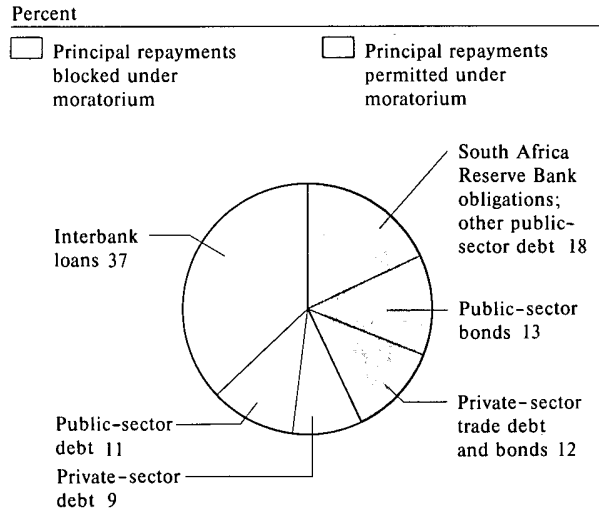 Percent
Principal repayments
blocked under
moratorium
Principal repayments
permitted under
moratorium
South Africa
Reserve Bank
obligations;
other public-
sector debt 18
Interbank
loans 37
Public-sector
bonds 13
Private-sector
trade debt
and bonds 12
Public-sector
debt 11
Private-sector
debt 9